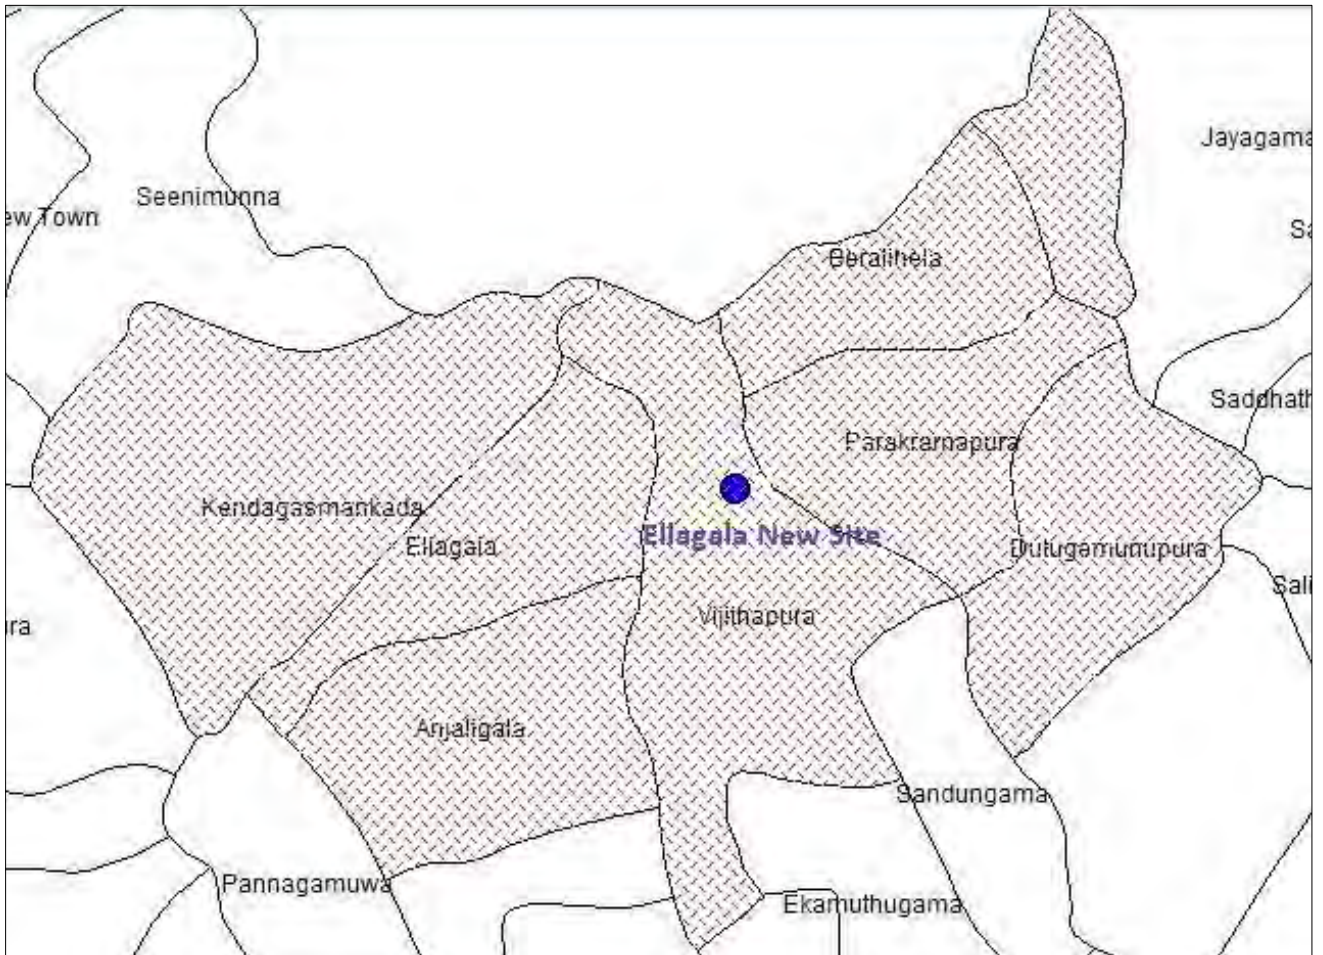 Jayagama
Seenimunna
ew Town
Sa
Beralihela
Saddhath
Parakramapura
Kendagasmankada
Ellagala
Ellagala New Site
Dutugamunupura
Sali
Vijithapura
ra
Anjaligala
Sandungama
Pannagamuwa
Ekamuthugama